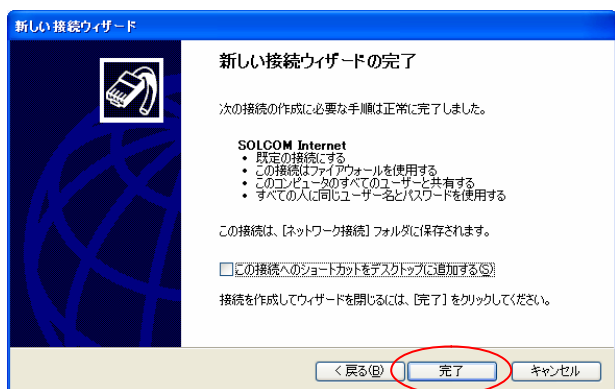 新しい接続ウィザード
新しい接続ウィザードの完了
次の接続の作成に必要な手順は正常に完了しました。
SOLCOM Internet
• 既定の接続にする
• この接続はファイアウォールを使用する
• このコンピュータのすべてのユーザーと共有する
• すべての人に同じユーザー名とパスワードを使用する
この接続は、[ネットワーク接続] フォルダに保存されます。
この接続へのショートカットをデスクトップに追加する(S)
接続を作成してウィザードを閉じるには、[完了] をクリックしてください。
< 戻る(B) 完了 キャンセル